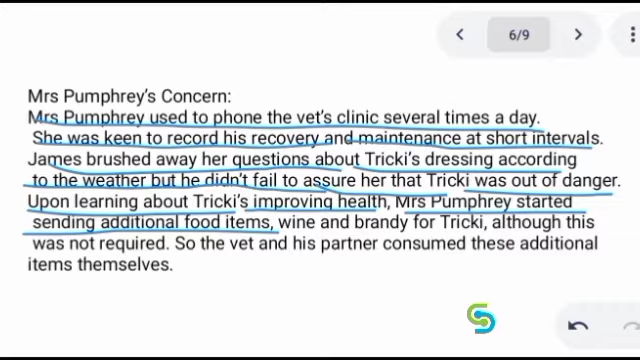 6/9
Mrs Pumphrey's Concern:
Mrs Pumphrey used to phone the vet's clinic several times a day.
She was keen to record his recovery and maintenance at short intervals.
James brushed away her questions about Tricki's dressing according
to the weather but he didn't fail to assure her that Tricki was out of danger.
Upon learning about Tricki's improving health, Mrs Pumphrey started
sending additional food items, wine and brandy for Tricki, although this
was not required. So the vet and his partner consumed these additional
items themselves.